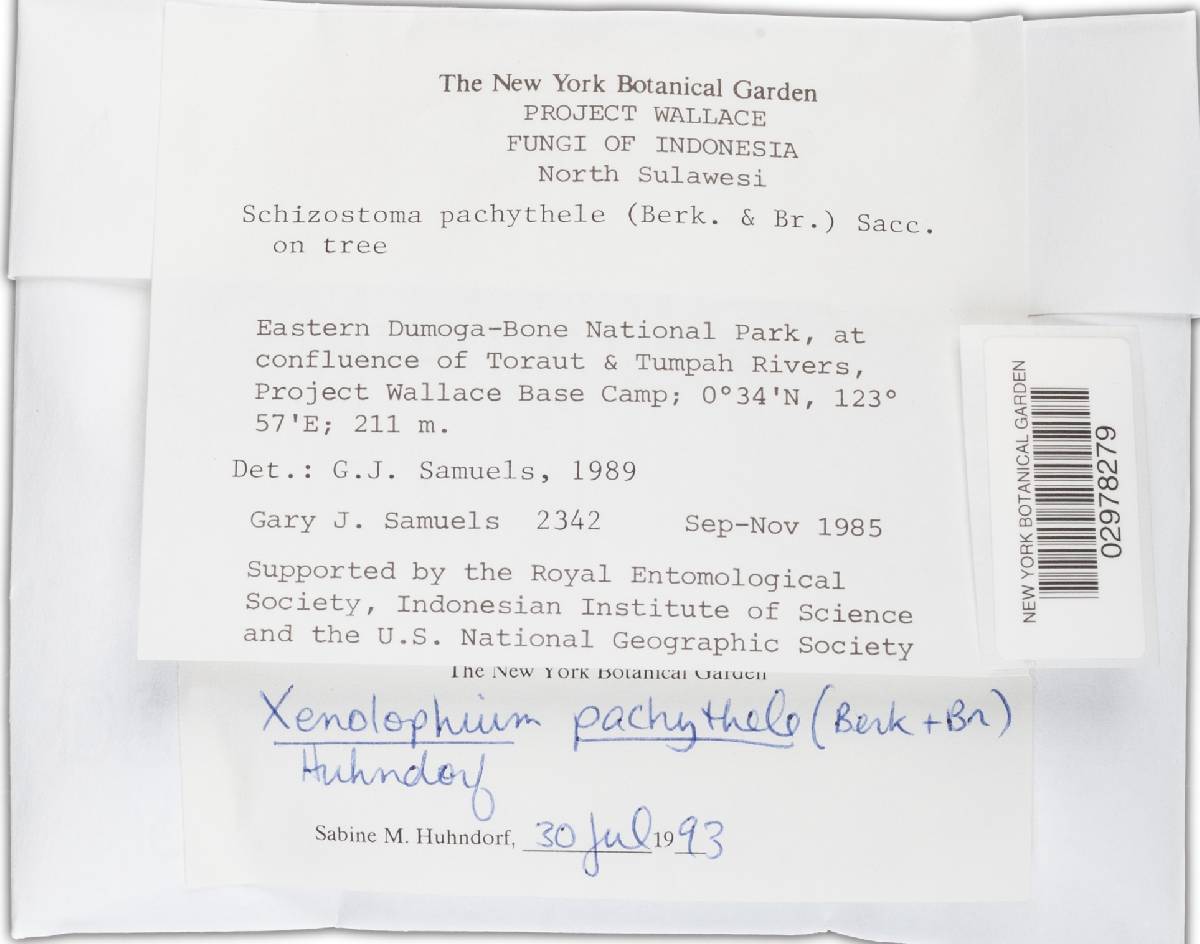 The New York Botanical Garden
PROJECT WALLACE
FUNGI OF INDONESIA
North Sulawesi
Schizostoma pachythele (Berk. & Br.) Sacc.
on tree
Eastern Dumoga-Bone National Park, at
confluence of Toraut & Tumpah Rivers,
Project Wallace Base Camp; 0°34'N, 123°
57'E; 211 m.
Det.: G.J. Samuels, 1989
Gary J. Samuels 2342 Sep-Nov 1985
Supported by the Royal Entomological
Society, Indonesian Institute of Science
and the U.S. National Geographic Society
The New York Botanical Garden
Xenolophium pachythele (Berk + Br)
Huhndorf
Sabine M. Huhndorf, 30 Jul 1993
NEW YORK BOTANICAL GARDEN
02978279